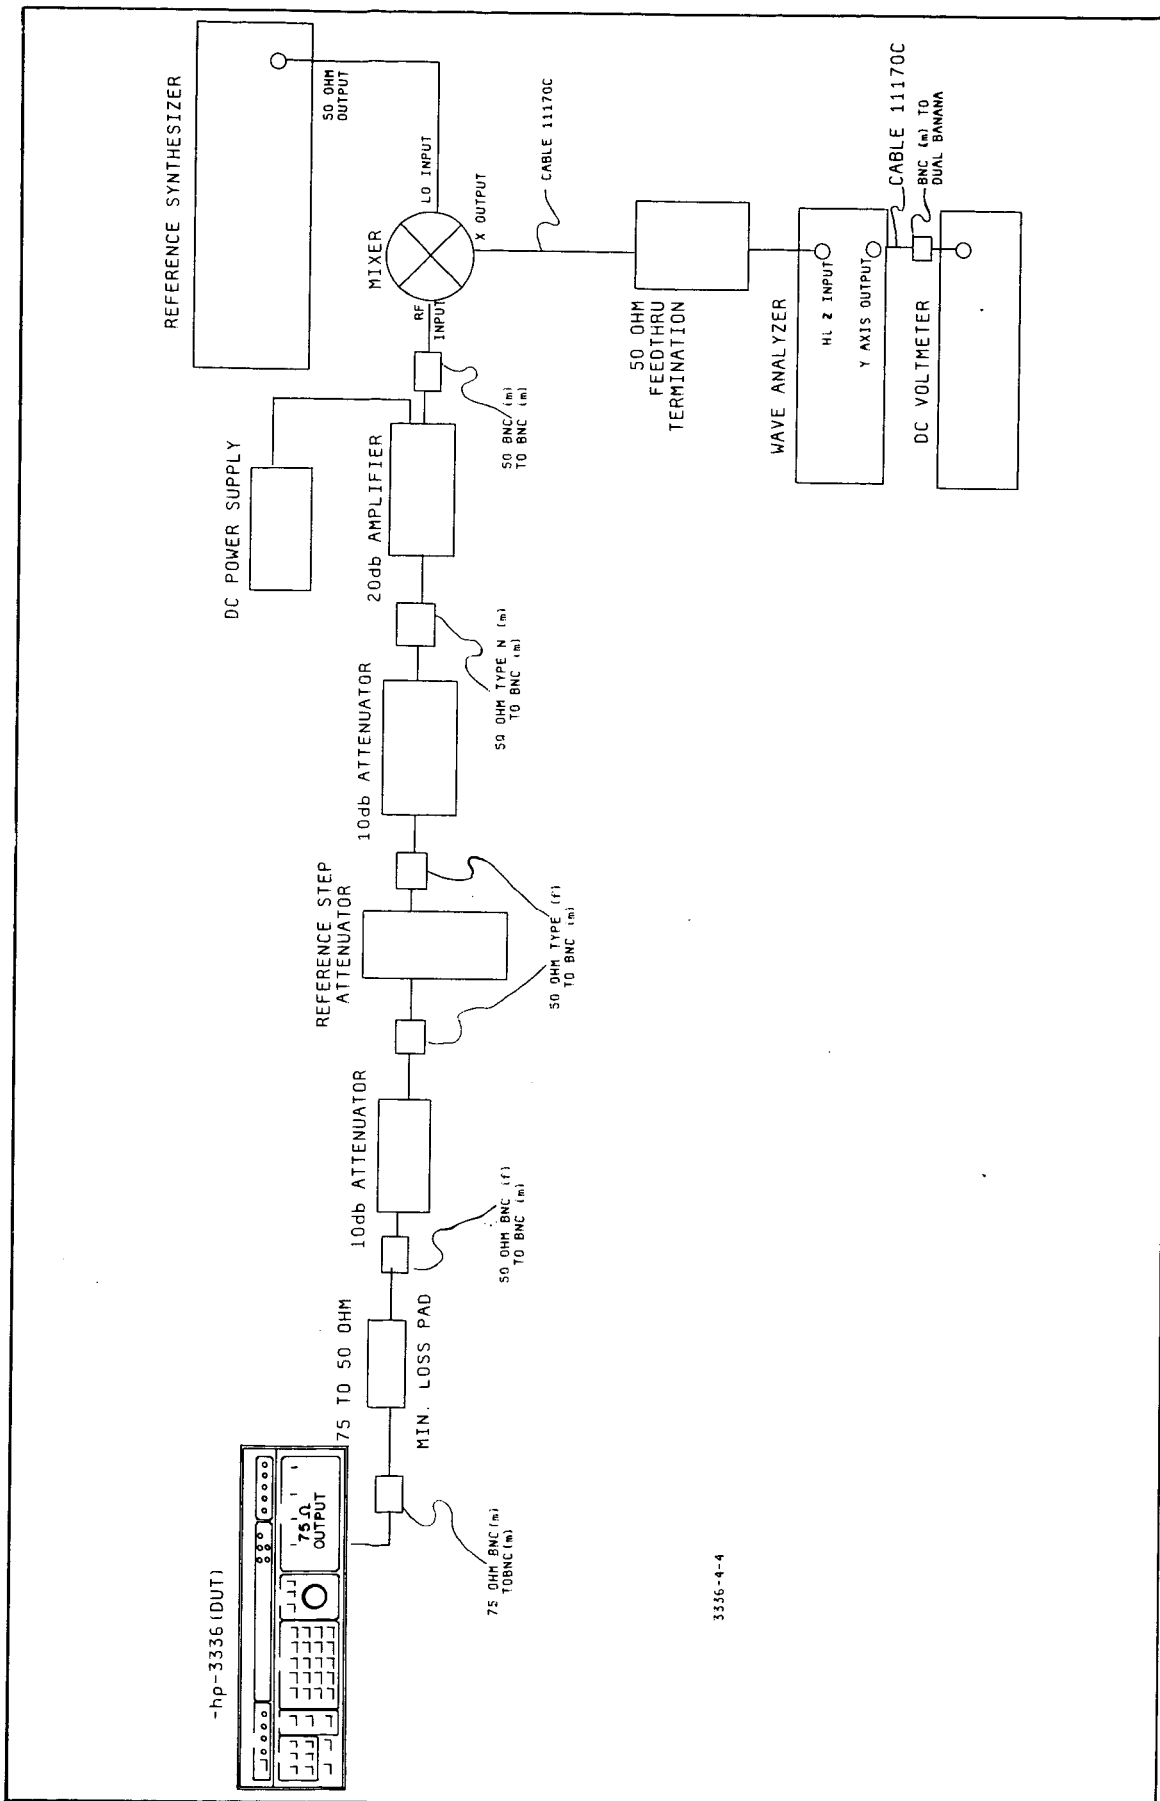 -hp-3336(DUT)
75Ω
OUTPUT
75 OHM BNC(m)
TOBNC(m)
75 TO 50 OHM
MIN. LOSS PAD
50 OHM BNC (f)
TO BNC (m)
10db ATTENUATOR
REFERENCE STEP
ATTENUATOR
50 OHM TYPE (f)
TO BNC (m)
10db ATTENUATOR
50 OHM TYPE N (m)
TO BNC (m)
20db AMPLIFIER
DC POWER SUPPLY
50 BNC (m)
TO BNC (m)
MIXER
RF
INPUT
LO INPUT
X OUTPUT
REFERENCE SYNTHESIZER
50 OHM
OUTPUT
CABLE 11170C
50 OHM
FEEDTHRU
TERMINATION
WAVE ANALYZER
HI Z INPUT
Y AXIS OUTPUT
CABLE 11170C
BNC (m) TO
DUAL BANANA
DC VOLTMETER
3336-4-4